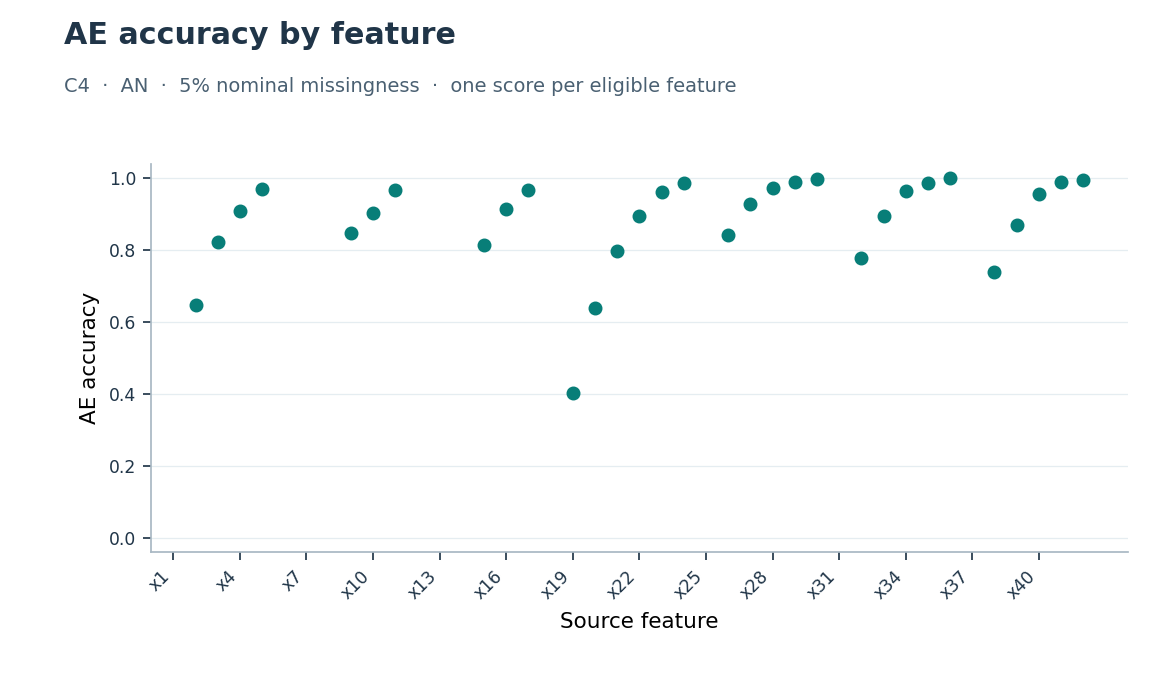 AE accuracy by feature
C4 · AN · 5% nominal missingness · one score per eligible feature
1.0
0.8
0.6
0.4
0.2
0.0
AE accuracy
x1 x4 x7 x10 x13 x16 x19 x22 x25 x28 x31 x34 x37 x40
Source feature